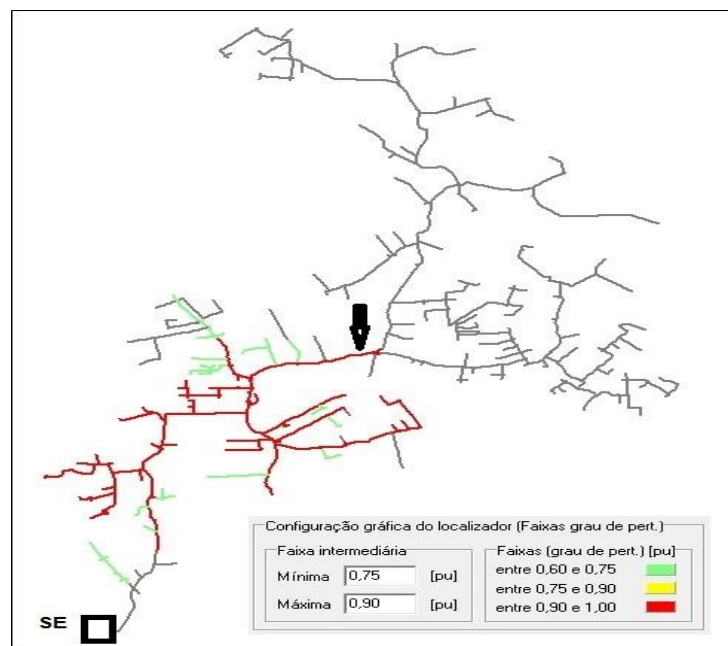 Configuração gráfica do localizador (Faixas grau de pert.)
Faixa intermediária
Mínima 0,75 [pu]
Máxima 0,90 [pu]
Faixas (grau de pert.) [pu]
entre 0,60 e 0,75
entre 0,75 e 0,90
entre 0,90 e 1,00
SE